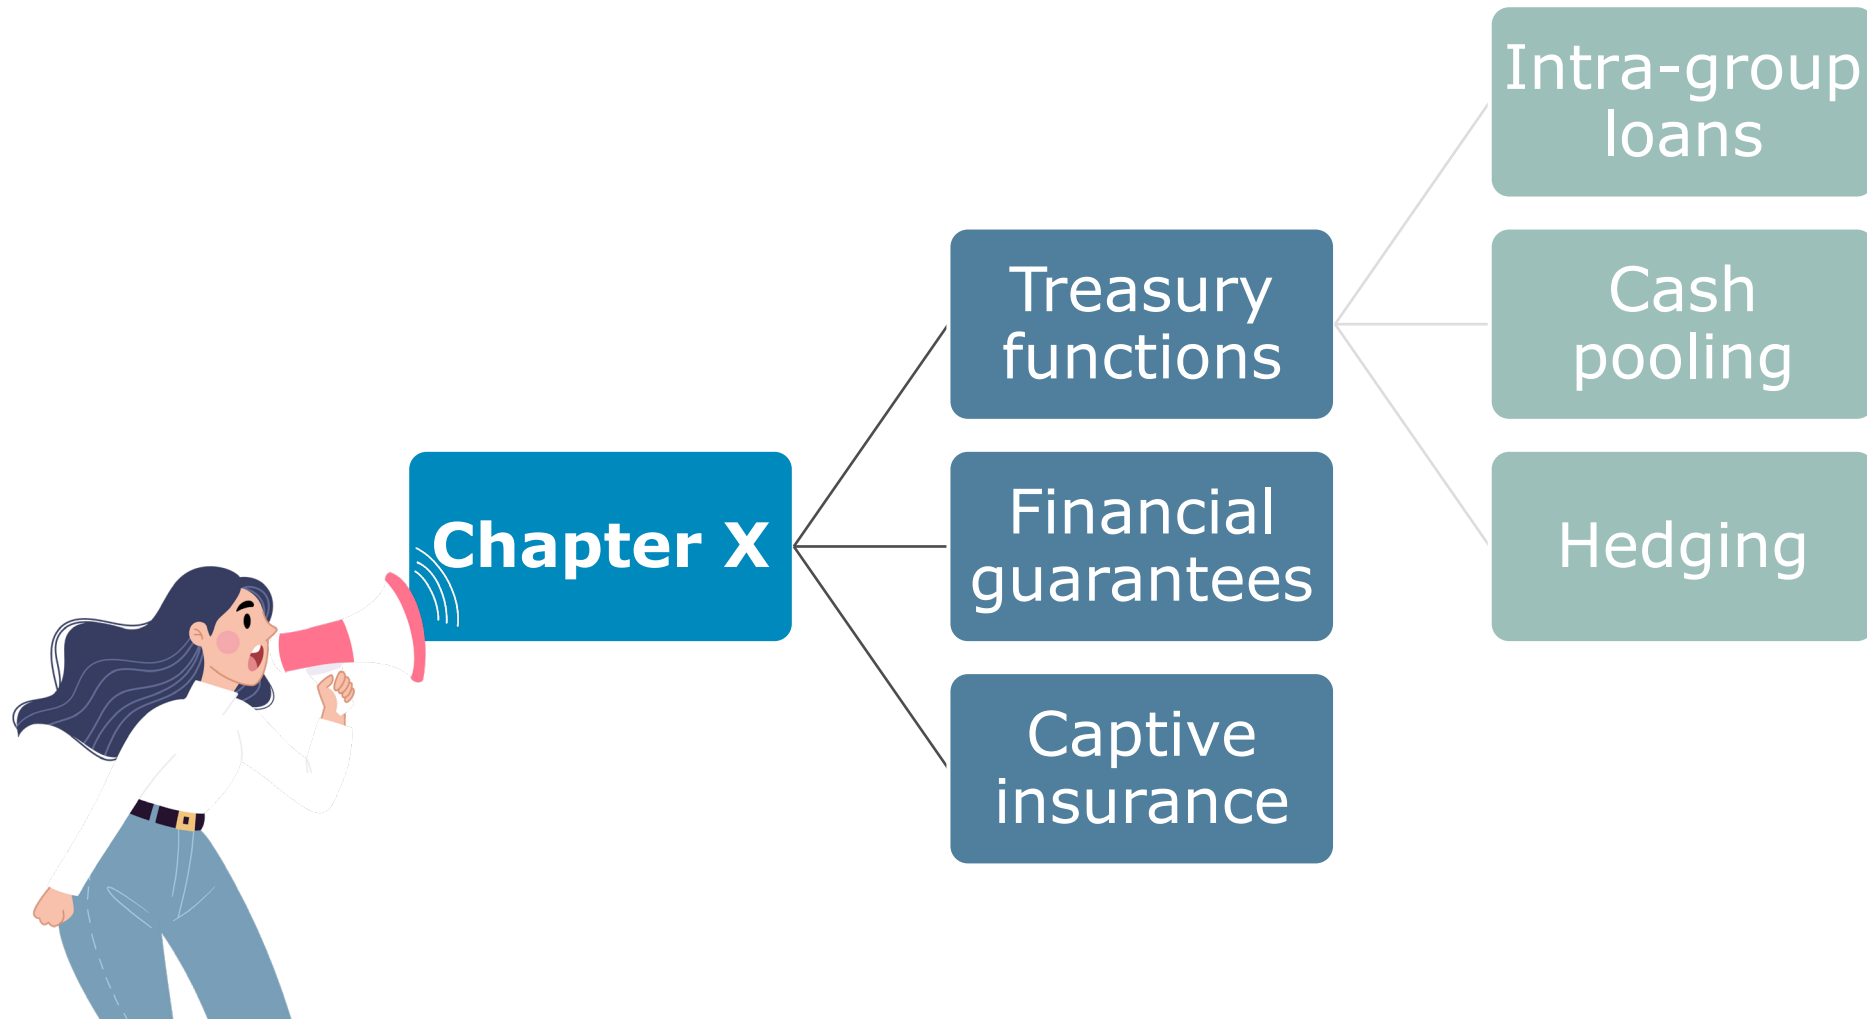 Chapter X
Treasury
functions
Financial
guarantees
Captive
insurance
Intra-group
loans
Cash
pooling
Hedging